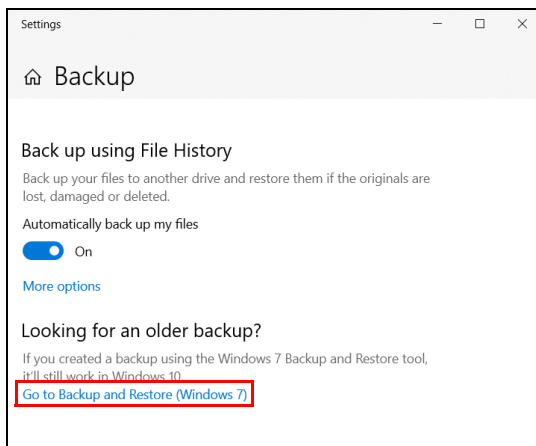 Settings
Backup
Back up using File History
Back up your files to another drive and restore them if the originals are
lost, damaged or deleted.
Automatically back up my files
On
More options
Looking for an older backup?
If you created a backup using the Windows 7 Backup and Restore tool,
it'll still work in Windows 10.
Go to Backup and Restore (Windows 7)